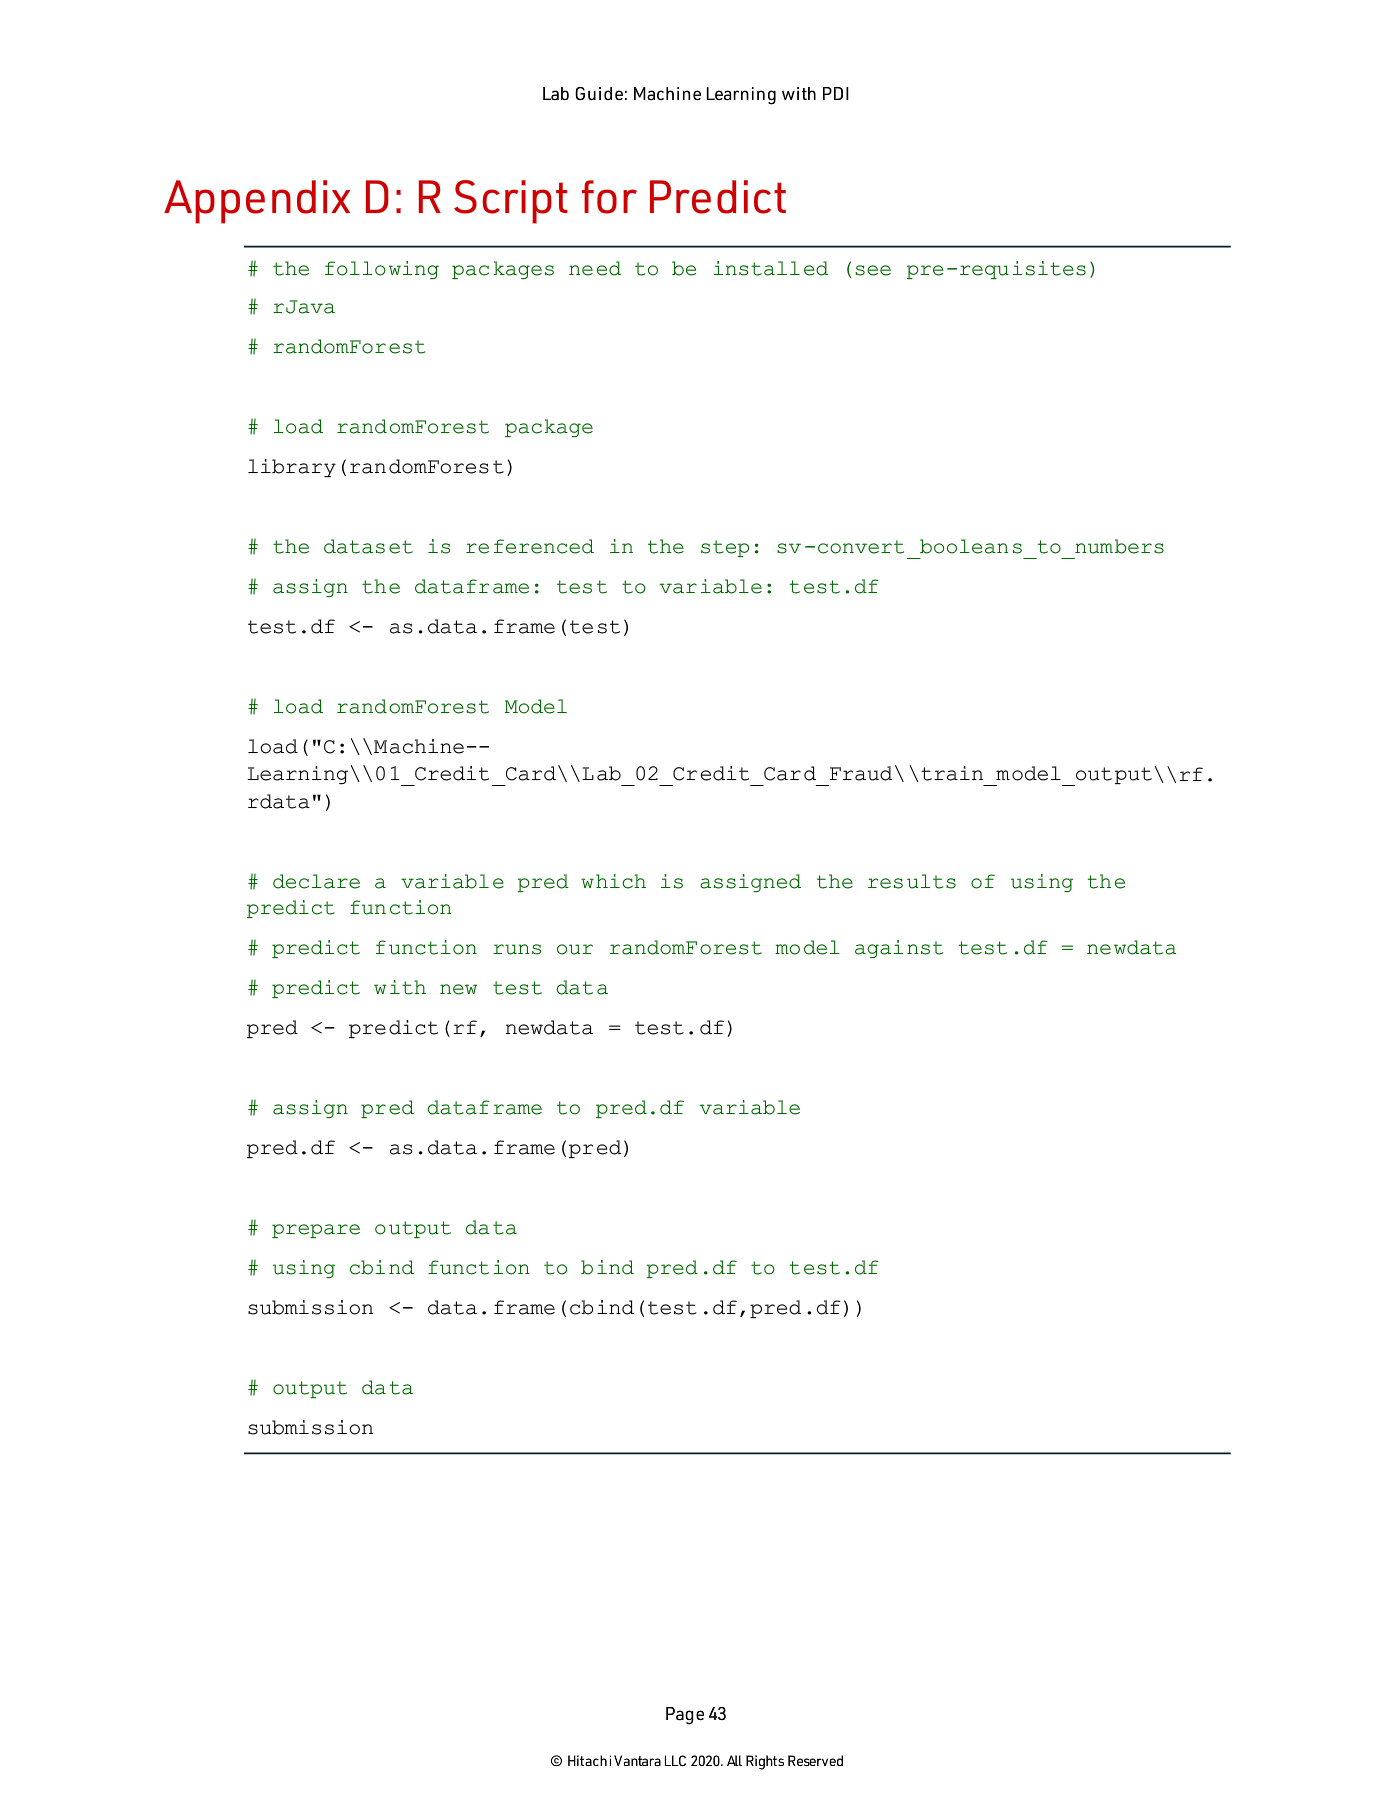 Lab Guide: Machine Learning with PDI
Appendix D: R Script for Predict
# the following packages need to be installed (see pre-requisites)
# rJava
# randomForest
# load randomForest package
library(randomForest)
# the dataset is referenced in the step: sv-convert_booleans_to_numbers
# assign the dataframe: test to variable: test.df
test.df <- as.data.frame(test)
# load randomForest Model
load("C:\\Machine--
Learning\\01_Credit_Card\\Lab_02_Credit_Card_Fraud\\train_model_output\\rf.
rdata")
# declare a variable pred which is assigned the results of using the
predict function
# predict function runs our randomForest model against test.df = newdata
# predict with new test data
pred <- predict(rf, newdata = test.df)
# assign pred dataframe to pred.df variable
pred.df <- as.data.frame(pred)
# prepare output data
# using cbind function to bind pred.df to test.df
submission <- data.frame(cbind(test.df,pred.df))
# output data
submission
Page 43
© Hitachi Vantara LLC 2020. All Rights Reserved